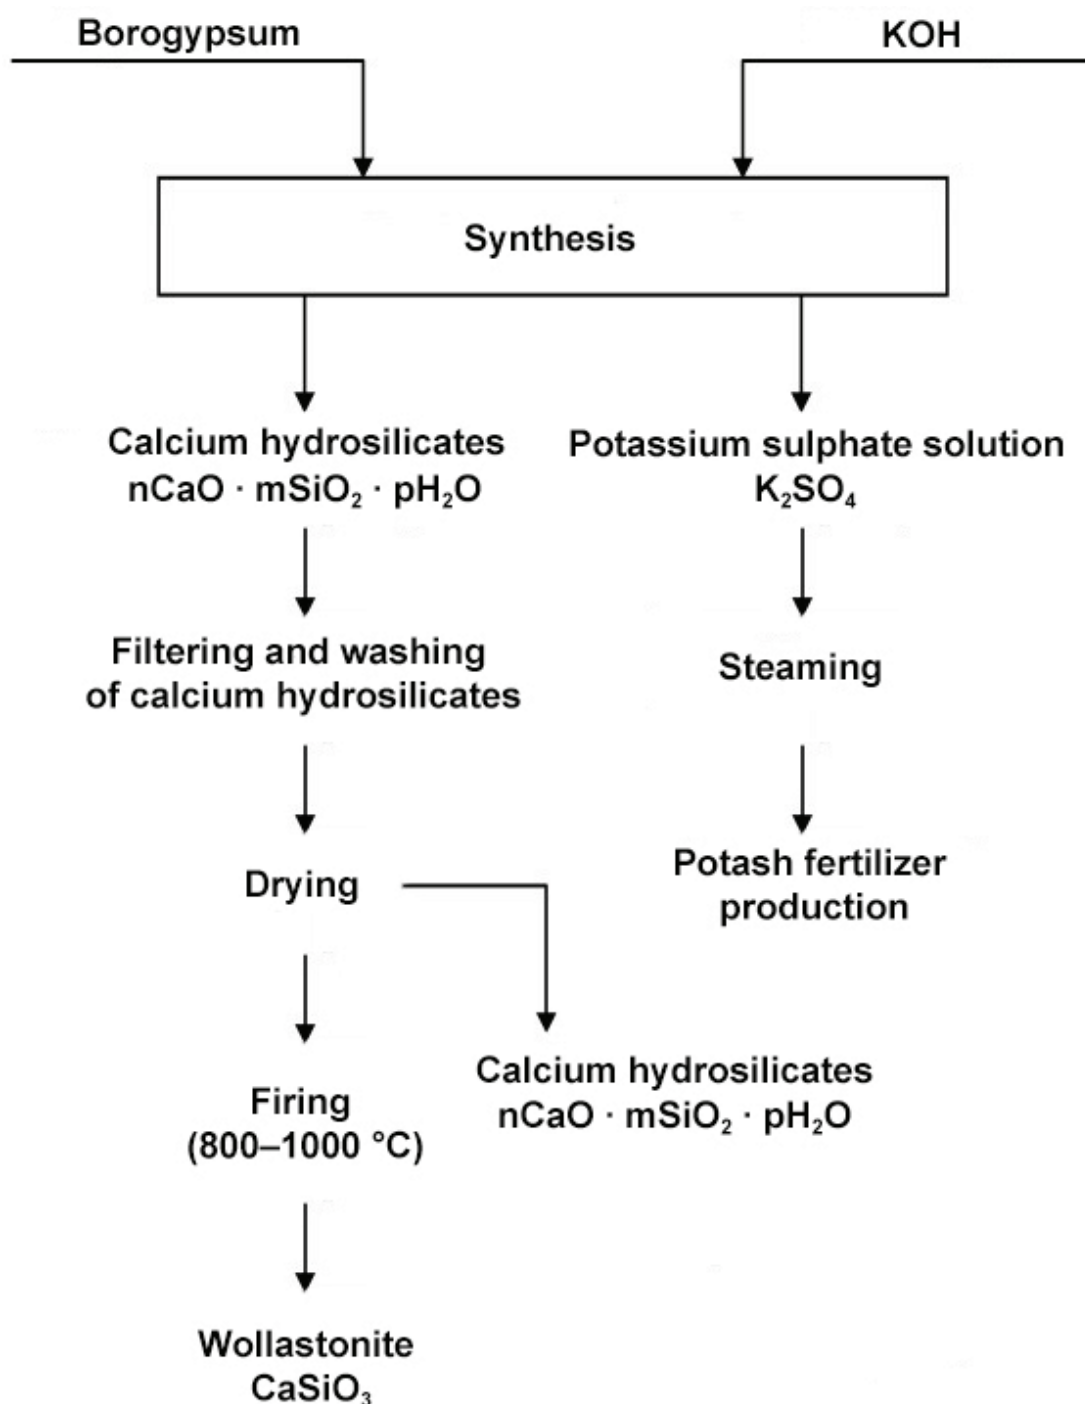 Borogypsum
KOH
Synthesis
Calcium hydrosilicates
nCaO · mSiO₂ · pH₂O
Potassium sulphate solution
K₂SO₄
Filtering and washing
of calcium hydrosilicates
Steaming
Drying
Potash fertilizer
production
Calcium hydrosilicates
nCaO · mSiO₂ · pH₂O
Firing
(800–1000 °C)
Wollastonite
CaSiO₃